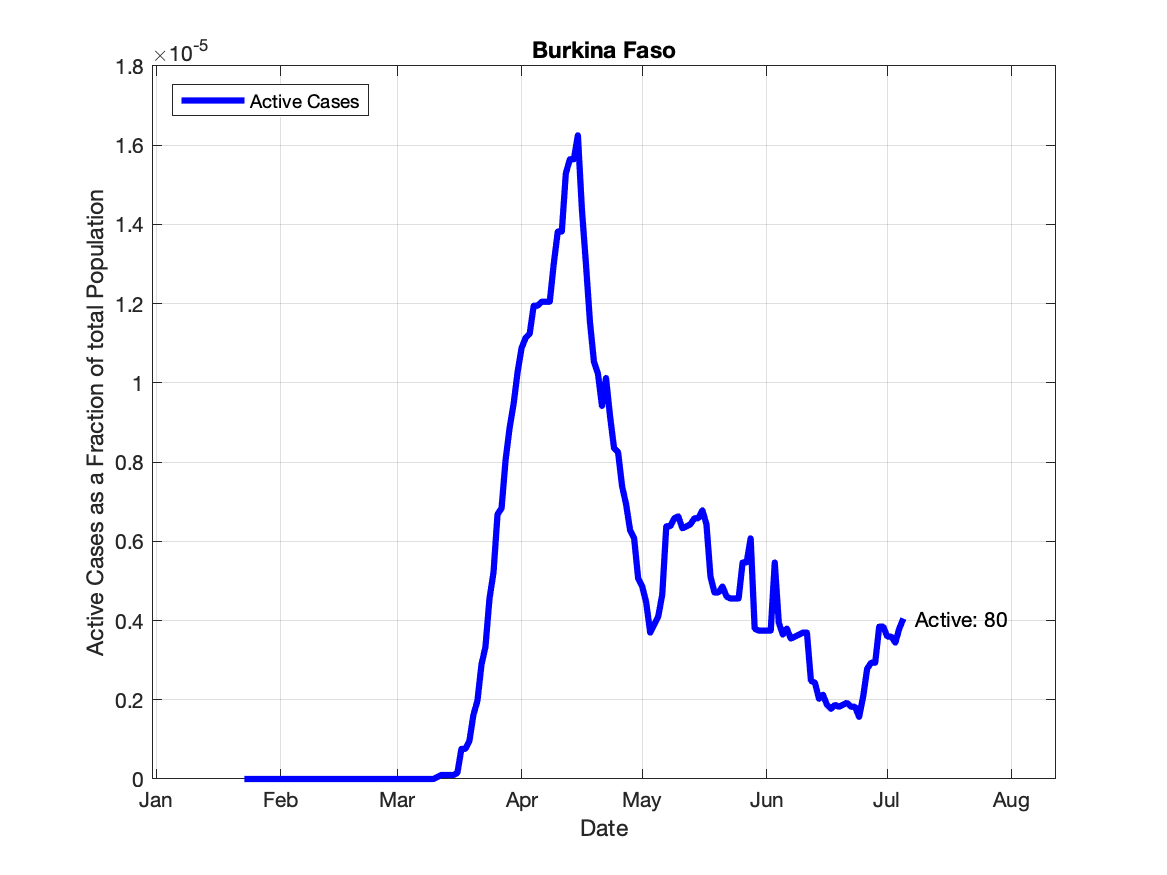 Burkina Faso
×10-5
1.8
1.6
1.4
1.2
1
0.8
0.6
0.4
0.2
0
Active Cases
Active Cases as a Fraction of total Population
Active: 80
Jan Feb Mar Apr May Jun Jul Aug
Date